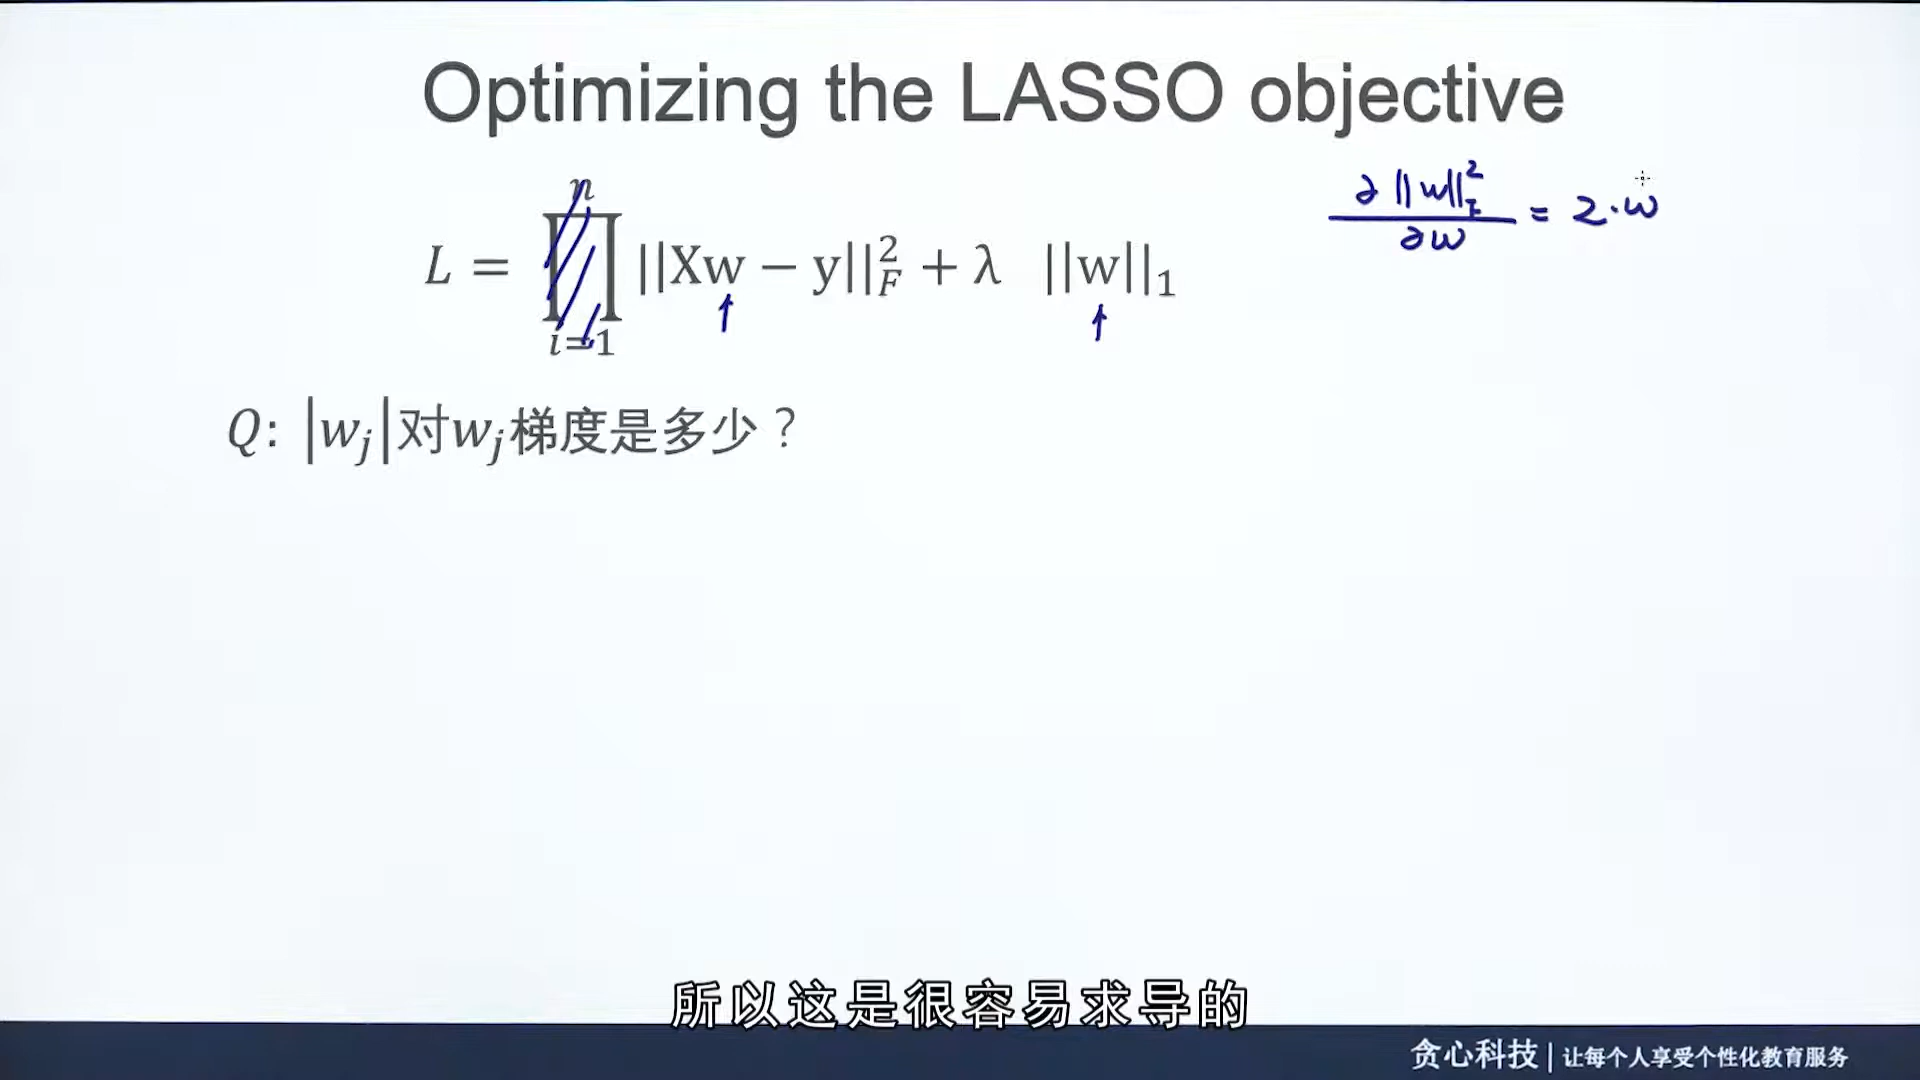 Optimizing the LASSO objective
∂||w||²_F / ∂w = 2·w
L = ∏_{i=1}^{n} ||Xw − y||²_F + λ ||w||₁
Q: |w_j|对w_j梯度是多少？
所以这是很容易求导的
贪心科技 | 让每个人享受个性化教育服务